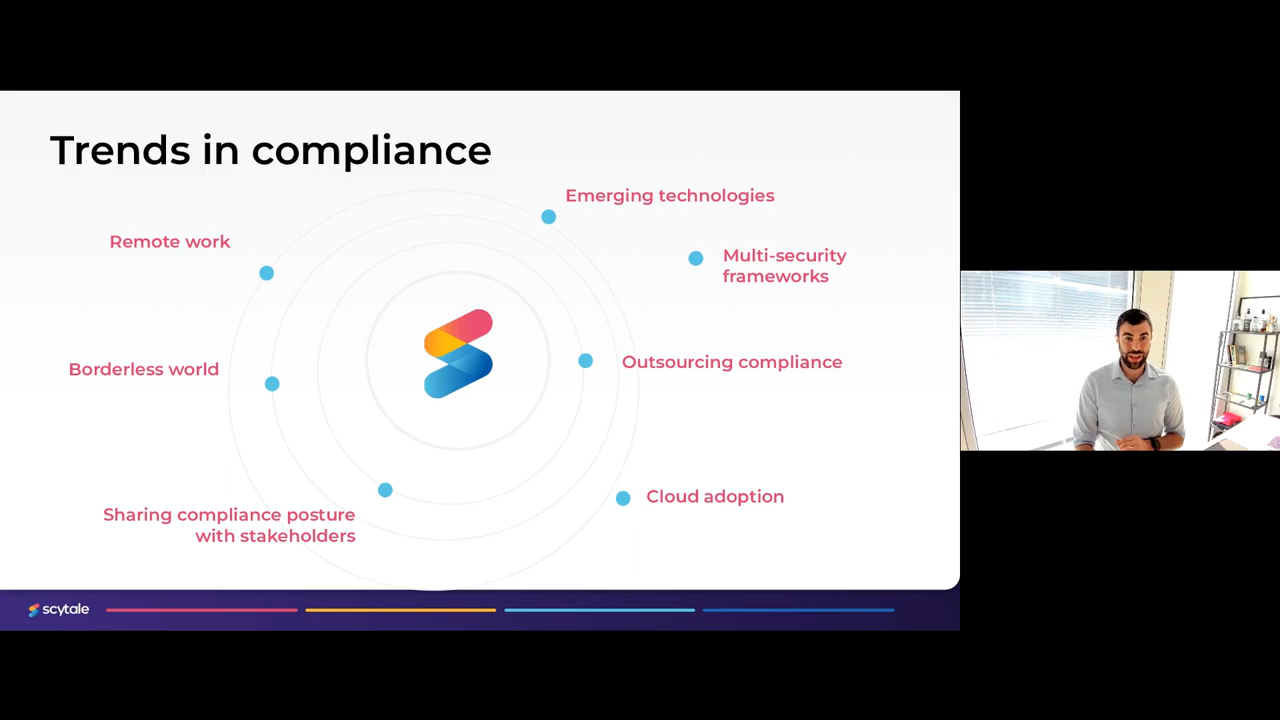 Trends in compliance
Emerging technologies
Remote work
Multi-security
frameworks
Outsourcing compliance
Borderless world
Cloud adoption
Sharing compliance posture
with stakeholders
scytale